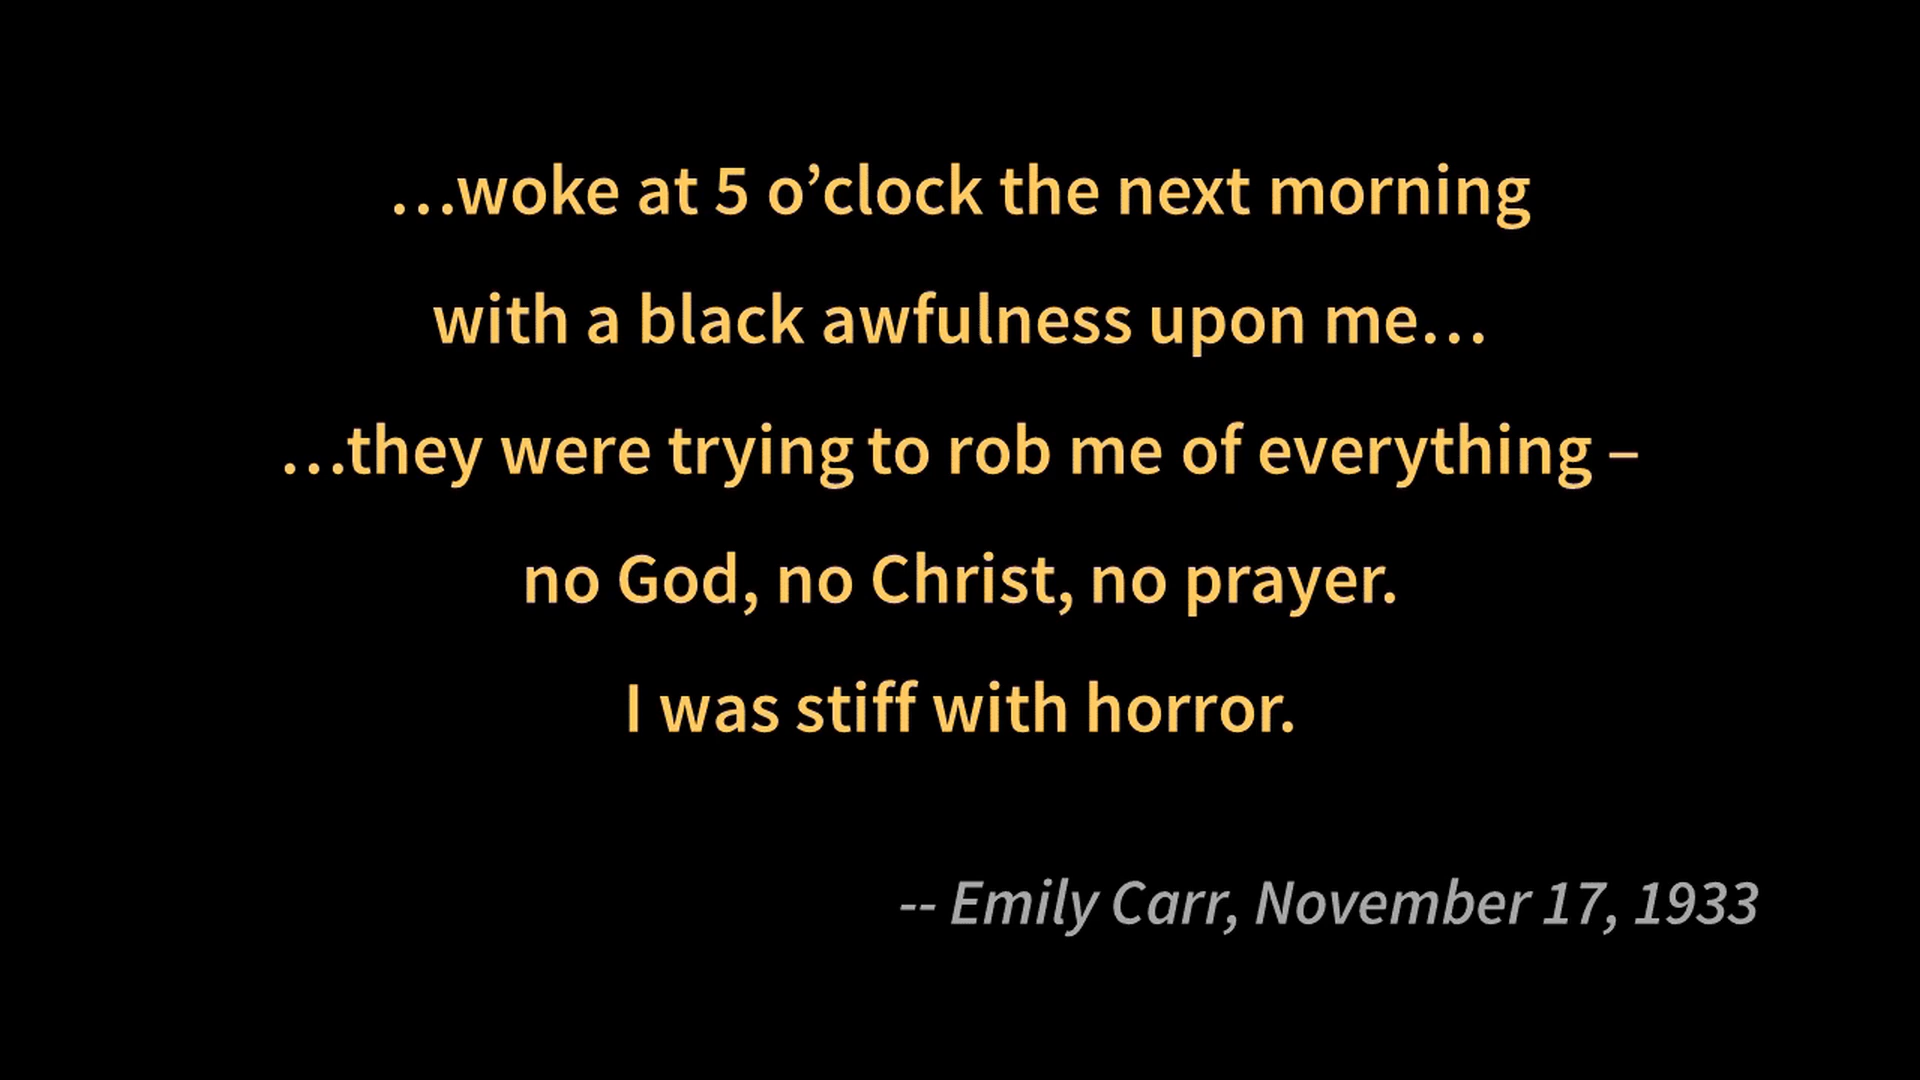 …woke at 5 o’clock the next morning
with a black awfulness upon me…
…they were trying to rob me of everything –
no God, no Christ, no prayer.
I was stiff with horror.
-- Emily Carr, November 17, 1933